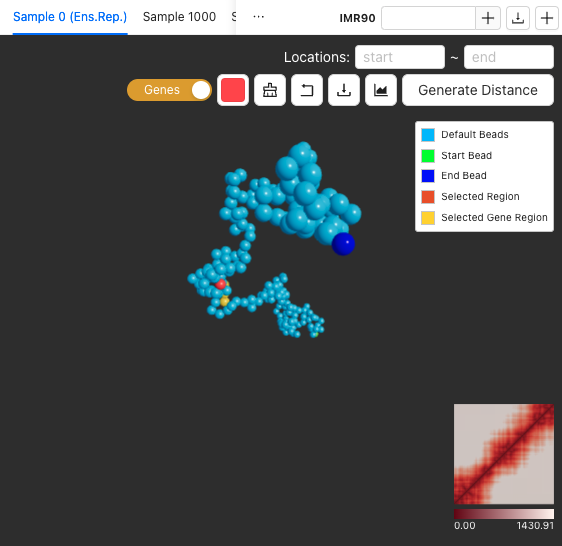 Sample 0 (Ens.Rep.) Sample 1000 ··· IMR90
Locations: start ~ end
Genes Generate Distance
Default Beads
Start Bead
End Bead
Selected Region
Selected Gene Region
0.00 1430.91